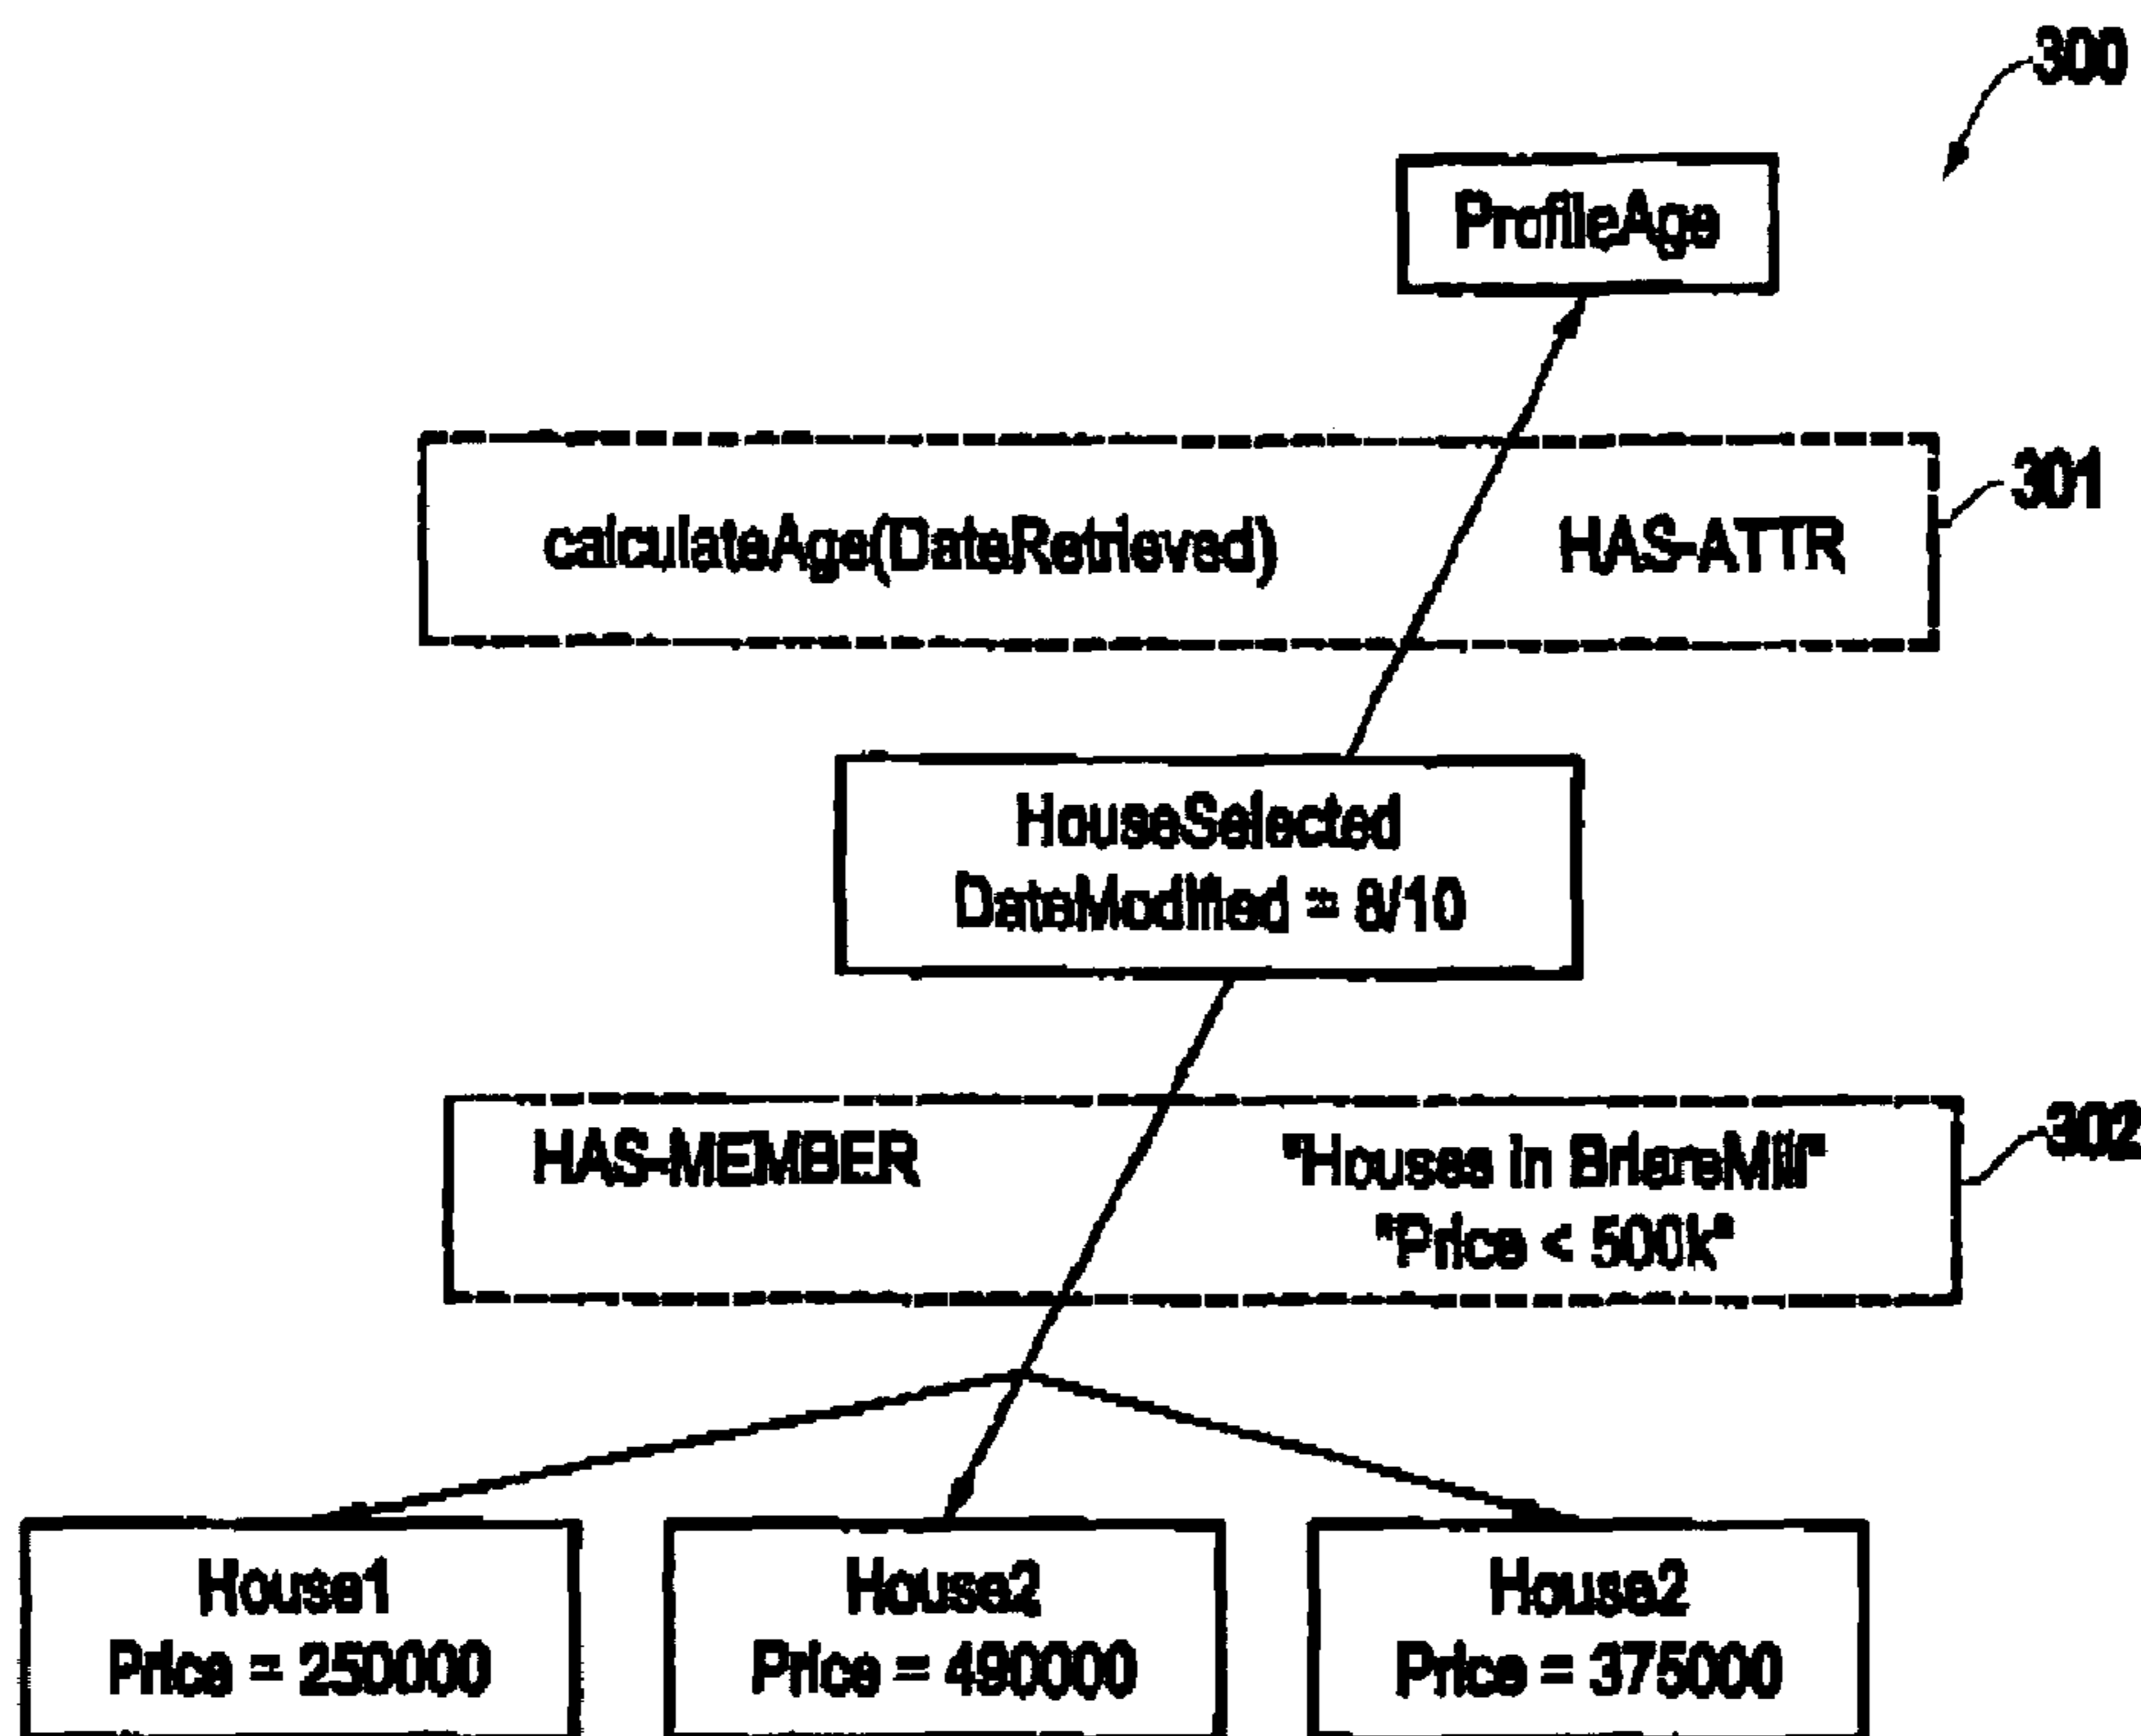 300
ProfileAge
301
calculateAge(DateRetrieved) HAS-ATTR
HouseSelected
DateModified = 8/10
302
HAS-MEMBER "Houses in BriereMill"
"Price < 500K"
House1 House2 House2
Price = 250000 Price = 490000 Price = 375000